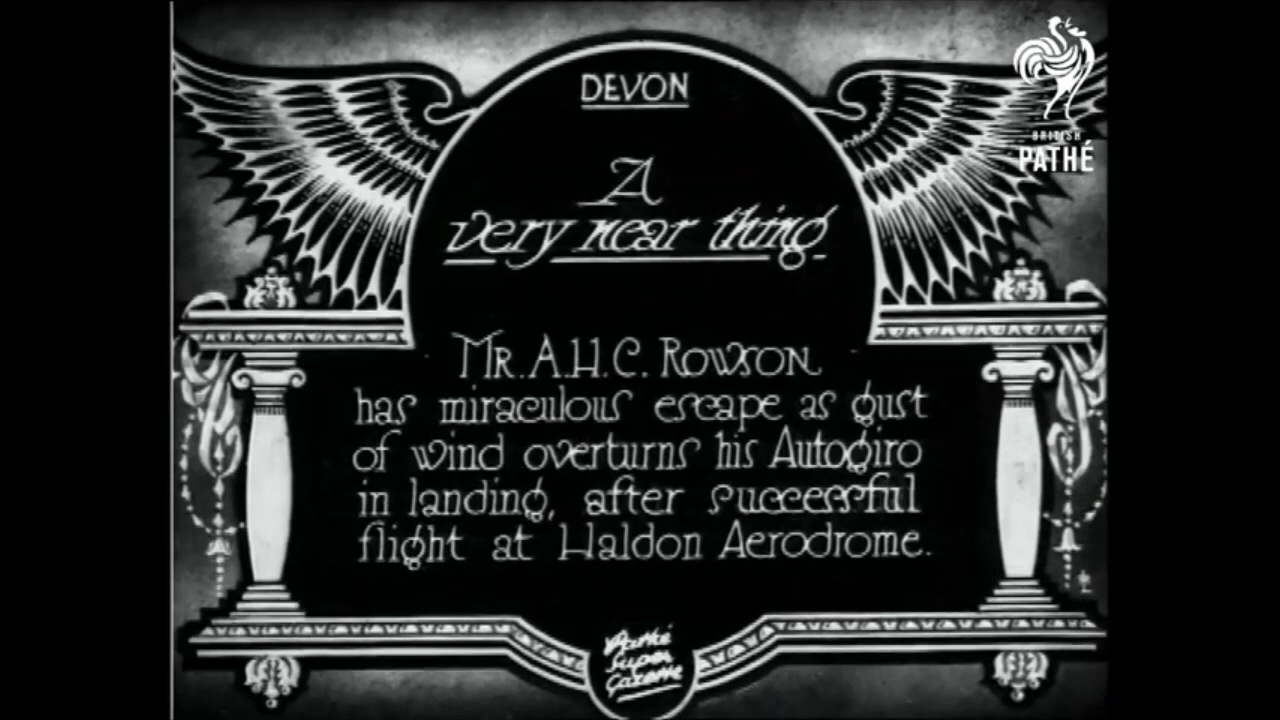 DEVON
A
very near thing.
MR. A.H.C. ROWSON
has miraculous escape as gust
of wind overturns his Autogiro
in landing, after successful
flight at Haldon Aerodrome.
Pathé
Super
Gazette
BRITISH
PATHÉ